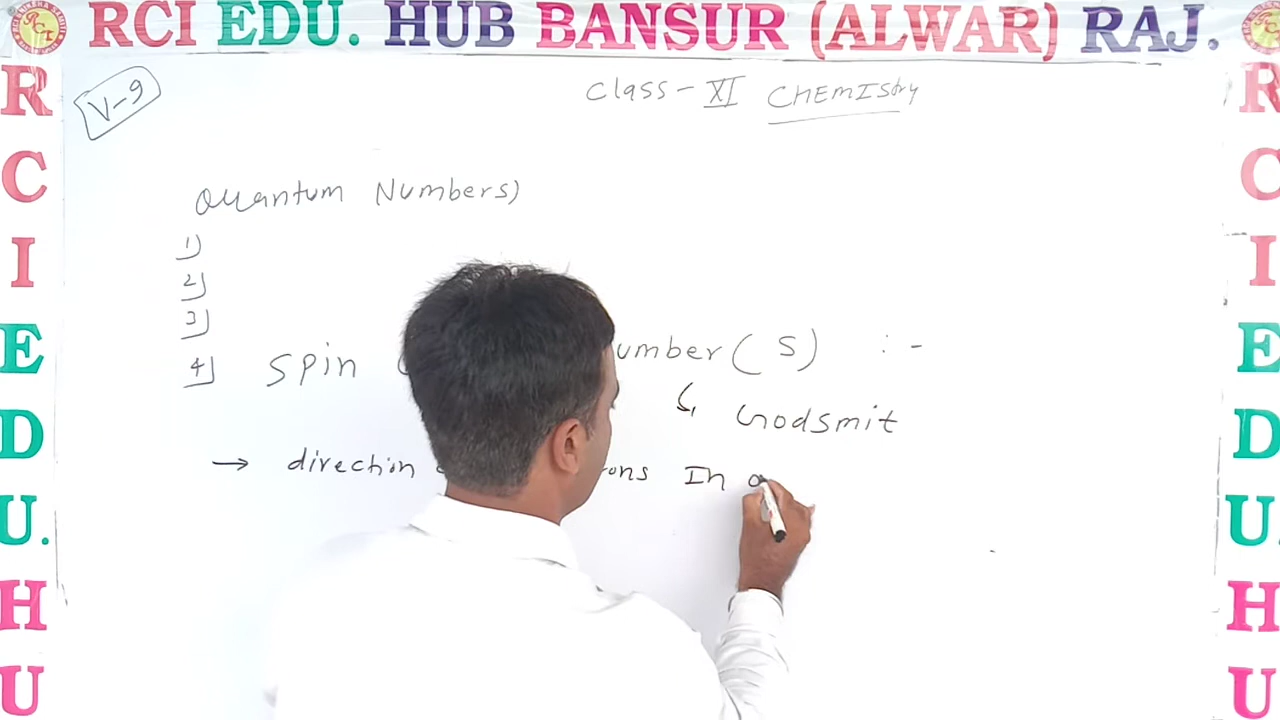 RCI EDU. HUB BANSUR (ALWAR) RAJ.
V-9
Class - XI CHEMIStry
Quantum Numbers)
1)
2)
3)
4) Spin umber ( S ) : -
Godsmit
→ direction ons In
R
C
I
E
D
U.
H
U
R
C
I
E
D
U.
H
U